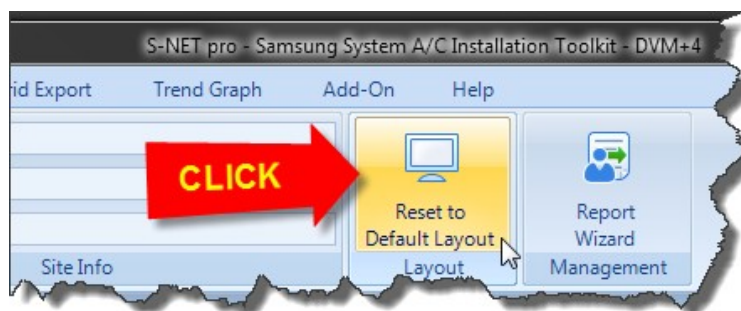 S-NET pro - Samsung System A/C Installation Toolkit - DVM+4
rid Export Trend Graph Add-On Help
CLICK
Reset to
Default Layout
Report
Wizard
Site Info Layout Management